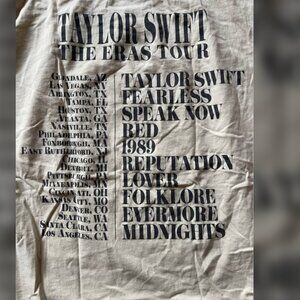 TAYLOR SWIFT
THE ERAS TOUR
GLENDALE, AZ
LAS VEGAS, NV
ARLINGTON, TX
TAMPA, FL
HOUSTON, TX
ATLANTA, GA
NASHVILLE, TN
PHILADELPHIA, PA
FOXBOROUGH, MA
EAST RUTHERFORD, NJ
CHICAGO, IL
DETROIT, MI
PITTSBURGH, PA
MINNEAPOLIS, MN
OH
KANSAS CITY, MO
DENVER, CO
SEATTLE, WA
SANTA CLARA, CA
LOS ANGELES, CA
TAYLOR SWIFT
FEARLESS
SPEAK NOW
BED
1989
REPUTATION
LOVER
FOLKLORE
EVERMORE
MIDNIGHTS